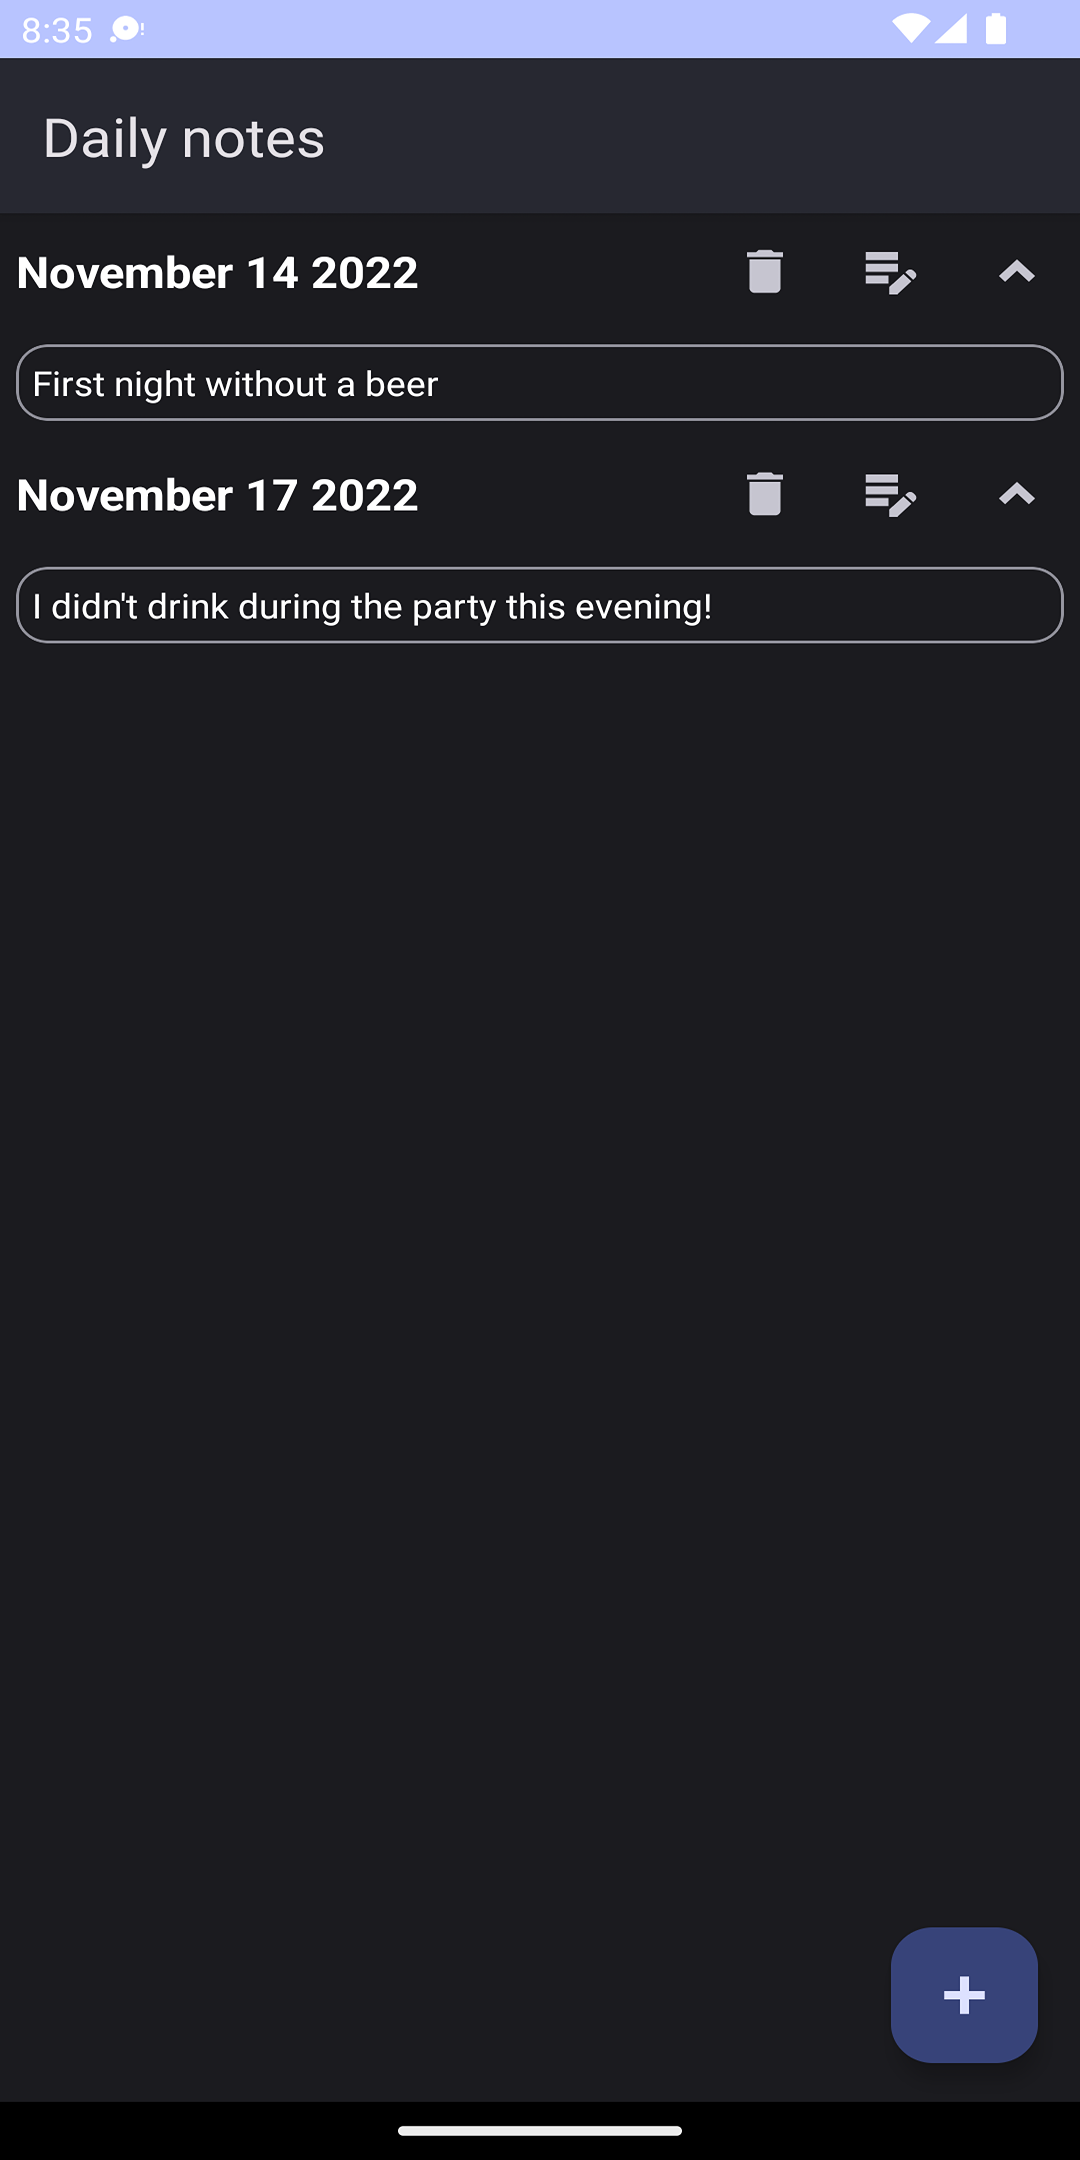 8:35
Daily notes
November 14 2022
First night without a beer
November 17 2022
I didn't drink during the party this evening!